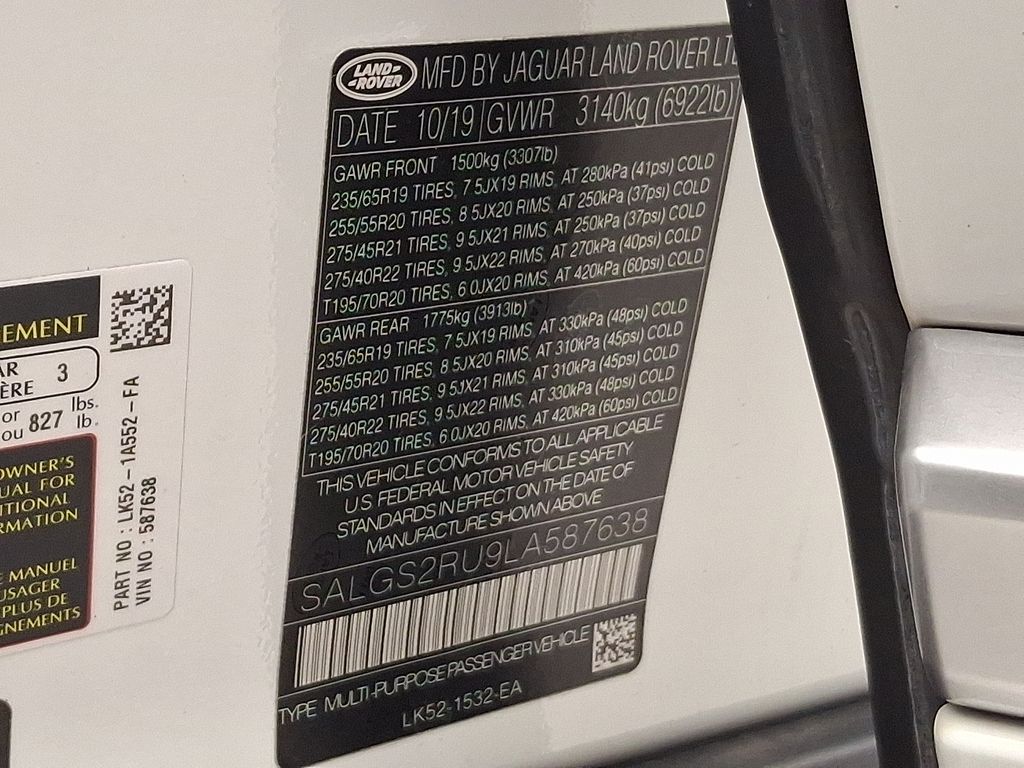 EMENT
AR
ÈRE 3
or
ou 827 lbs.
lb.
OWNER'S
UAL FOR
ITIONAL
RMATION
E MANUEL
USAGER
PLUS DE
GNEMENTS
PART NO : LK52-1A552-FA
VIN NO : 587638
LAND-
-ROVER
MFD BY JAGUAR LAND ROVER LTD
DATE 10/19 GVWR 3140kg (6922lb)
GAWR FRONT 1500kg (3307lb)
235/65R19 TIRES, 7 5JX19 RIMS, AT 280kPa (41psi) COLD
255/55R20 TIRES, 8 5JX20 RIMS, AT 250kPa (37psi) COLD
275/45R21 TIRES, 9 5JX21 RIMS, AT 250kPa (37psi) COLD
275/40R22 TIRES, 9 5JX22 RIMS, AT 270kPa (40psi) COLD
T195/70R20 TIRES, 6 0JX20 RIMS, AT 420kPa (60psi) COLD
GAWR REAR 1775kg (3913lb)
235/65R19 TIRES, 7 5JX19 RIMS, AT 330kPa (48psi) COLD
255/55R20 TIRES, 8 5JX20 RIMS, AT 310kPa (45psi) COLD
275/45R21 TIRES, 9 5JX21 RIMS, AT 310kPa (45psi) COLD
275/40R22 TIRES, 9 5JX22 RIMS, AT 330kPa (48psi) COLD
T195/70R20 TIRES, 6 0JX20 RIMS, AT 420kPa (60psi) COLD
THIS VEHICLE CONFORMS TO ALL APPLICABLE
U.S. FEDERAL MOTOR VEHICLE SAFETY
STANDARDS IN EFFECT ON THE DATE OF
MANUFACTURE SHOWN ABOVE
SALGS2RU9LA587638
TYPE MULTI-PURPOSE PASSENGER VEHICLE
LK52-1532-EA